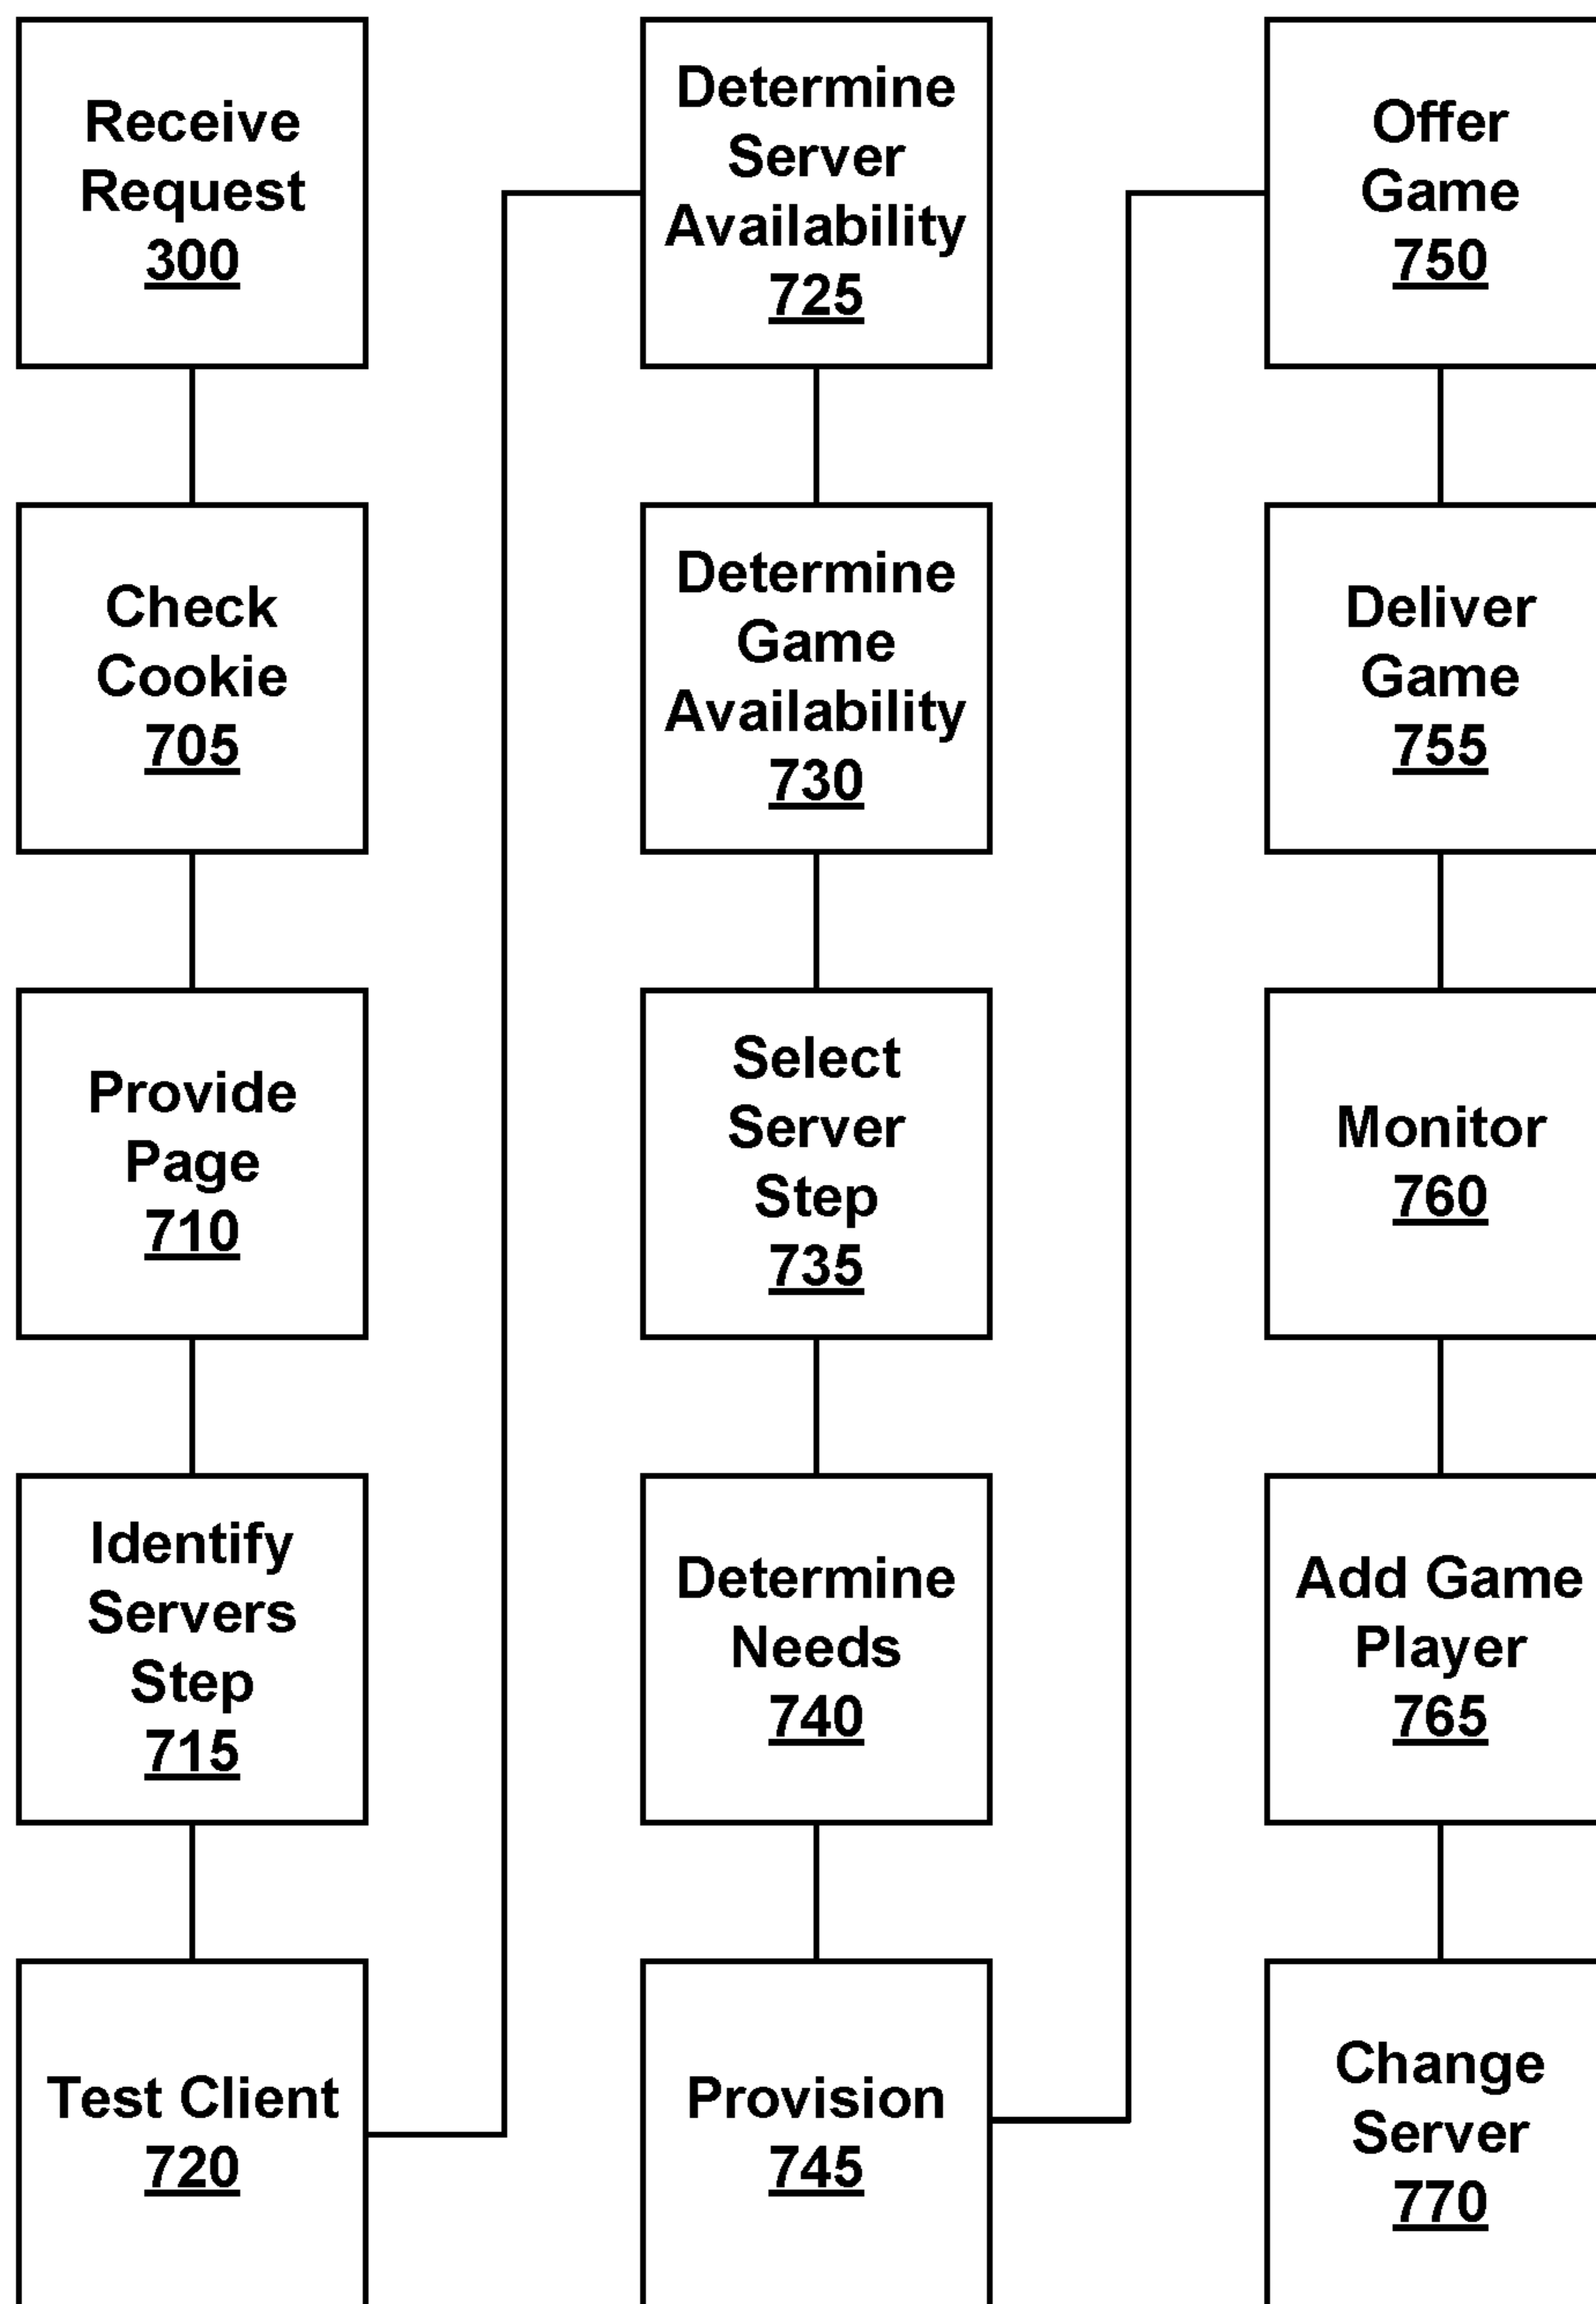 Receive
Request
300
Check
Cookie
705
Provide
Page
710
Identify
Servers
Step
715
Test Client
720
Determine
Server
Availability
725
Determine
Game
Availability
730
Select
Server
Step
735
Determine
Needs
740
Provision
745
Offer
Game
750
Deliver
Game
755
Monitor
760
Add Game
Player
765
Change
Server
770